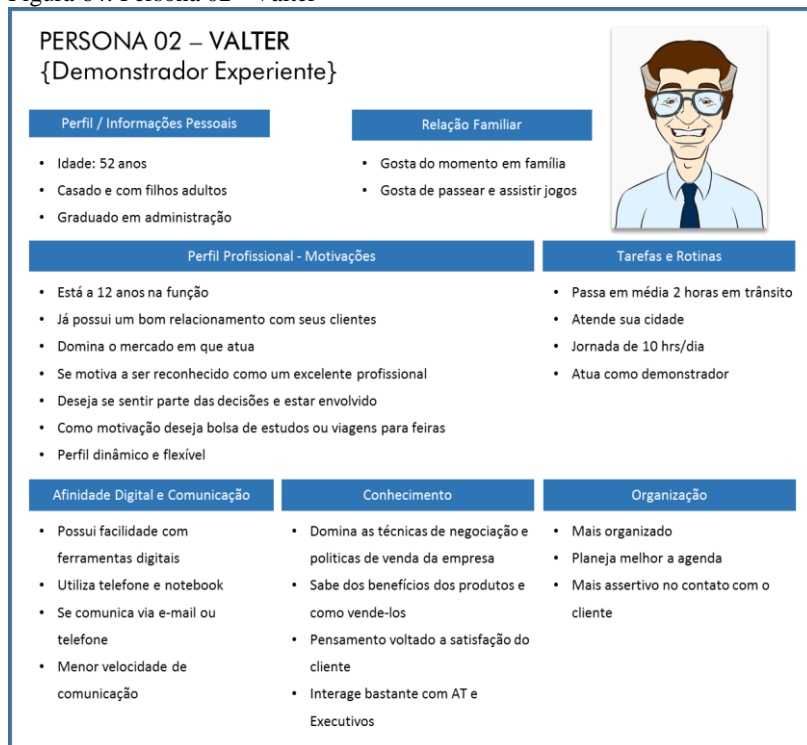 PERSONA 02 – VALTER
{Demonstrador Experiente}
Perfil / Informações Pessoais
• Idade: 52 anos
• Casado e com filhos adultos
• Graduado em administração
Relação Familiar
• Gosta do momento em família
• Gosta de passear e assistir jogos
Perfil Profissional - Motivações
• Está a 12 anos na função
• Já possui um bom relacionamento com seus clientes
• Domina o mercado em que atua
• Se motiva a ser reconhecido como um excelente profissional
• Deseja se sentir parte das decisões e estar envolvido
• Como motivação deseja bolsa de estudos ou viagens para feiras
• Perfil dinâmico e flexível
Tarefas e Rotinas
• Passa em média 2 horas em trânsito
• Atende sua cidade
• Jornada de 10 hrs/dia
• Atua como demonstrador
Afinidade Digital e Comunicação
• Possui facilidade com
ferramentas digitais
• Utiliza telefone e notebook
• Se comunica via e-mail ou
telefone
• Menor velocidade de
comunicação
Conhecimento
• Domina as técnicas de negociação e
politicas de venda da empresa
• Sabe dos benefícios dos produtos e
como vende-los
• Pensamento voltado a satisfação do
cliente
• Interage bastante com AT e
Executivos
Organização
• Mais organizado
• Planeja melhor a agenda
• Mais assertivo no contato com o
cliente